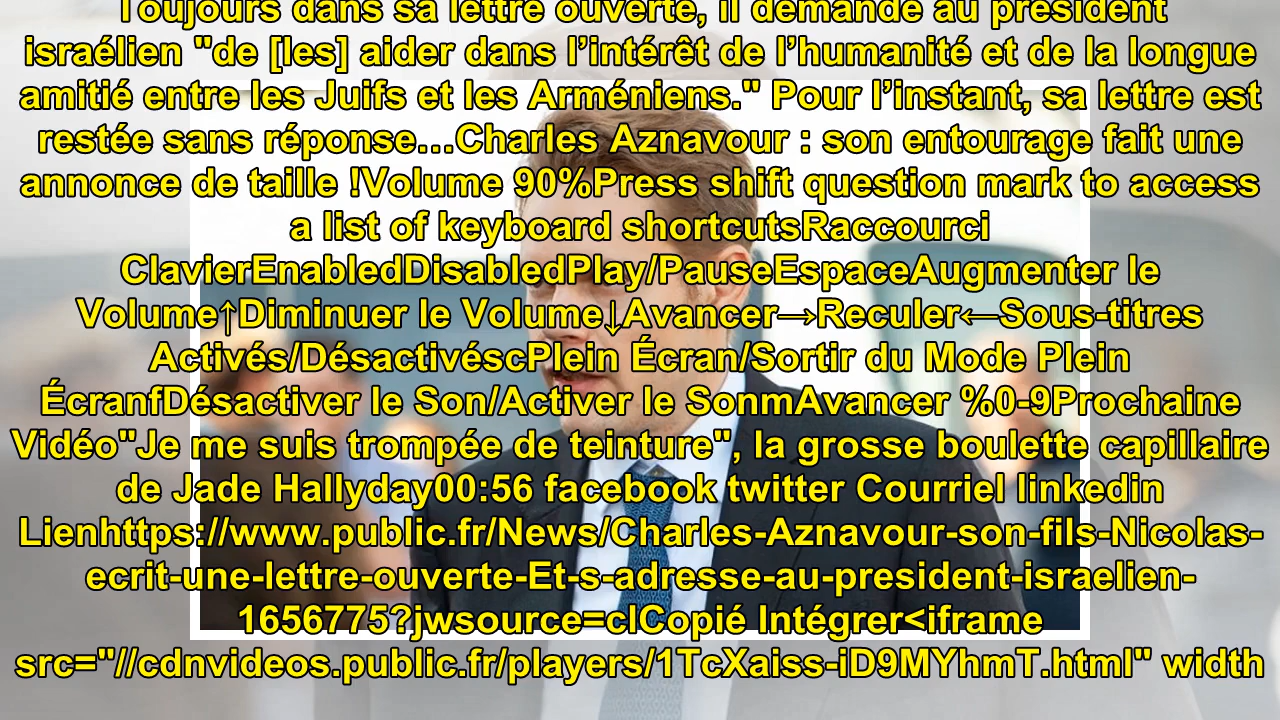 Toujours dans sa lettre ouverte, il demande au président
israélien "de [les] aider dans l’intérêt de l’humanité et de la longue
amitié entre les Juifs et les Arméniens." Pour l’instant, sa lettre est
restée sans réponse…Charles Aznavour : son entourage fait une
annonce de taille !Volume 90%Press shift question mark to access
a list of keyboard shortcutsRaccourci
ClavierEnabledDisabledPlay/PauseEspaceAugmenter le
Volume↑Diminuer le Volume↓Avancer→Reculer←Sous-titres
Activés/DésactivéscPlein Écran/Sortir du Mode Plein
ÉcranfDésactiver le Son/Activer le SonmAvancer %0-9Prochaine
Vidéo"Je me suis trompée de teinture", la grosse boulette capillaire
de Jade Hallyday00:56 facebook twitter Courriel linkedin
Lienhttps://www.public.fr/News/Charles-Aznavour-son-fils-Nicolas-
ecrit-une-lettre-ouverte-Et-s-adresse-au-president-israelien-
1656775?jwsource=clCopié Intégrer<iframe
src="//cdnvideos.public.fr/players/1TcXaiss-iD9MYhmT.html" width